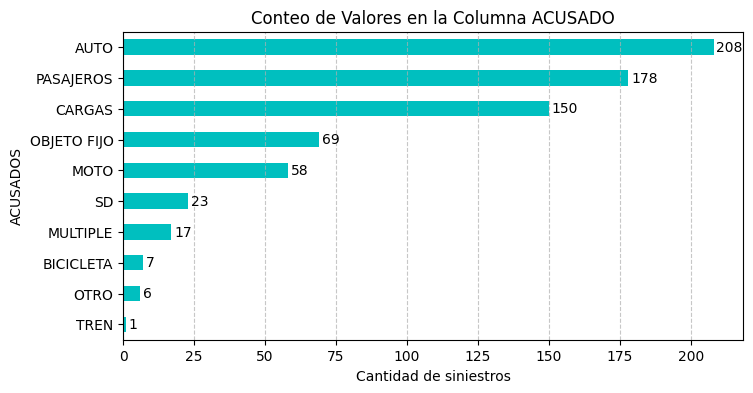 Conteo de Valores en la Columna ACUSADO
ACUSADOS
AUTO 208
PASAJEROS 178
CARGAS 150
OBJETO FIJO 69
MOTO 58
SD 23
MULTIPLE 17
BICICLETA 7
OTRO 6
TREN 1
0 25 50 75 100 125 150 175 200
Cantidad de siniestros